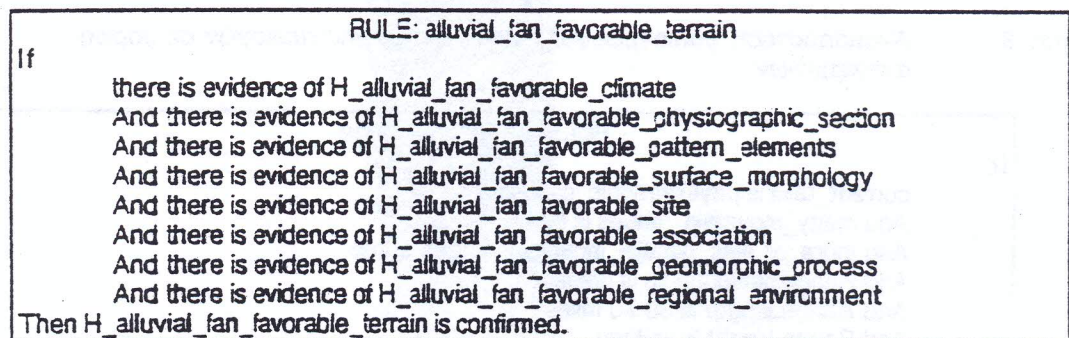 RULE: alluvial_fan_favorable_terrain
If
there is evidence of H_alluvial_fan_favorable_climate
And there is evidence of H_alluvial_fan_favorable_physiographic_section
And there is evidence of H_alluvial_fan_favorable_pattern_elements
And there is evidence of H_alluvial_fan_favorable_surface_morphology
And there is evidence of H_alluvial_fan_favorable_site
And there is evidence of H_alluvial_fan_favorable_association
And there is evidence of H_alluvial_fan_favorable_geomorphic_process
And there is evidence of H_alluvial_fan_favorable_regional_environment
Then H_alluvial_fan_favorable_terrain is confirmed.